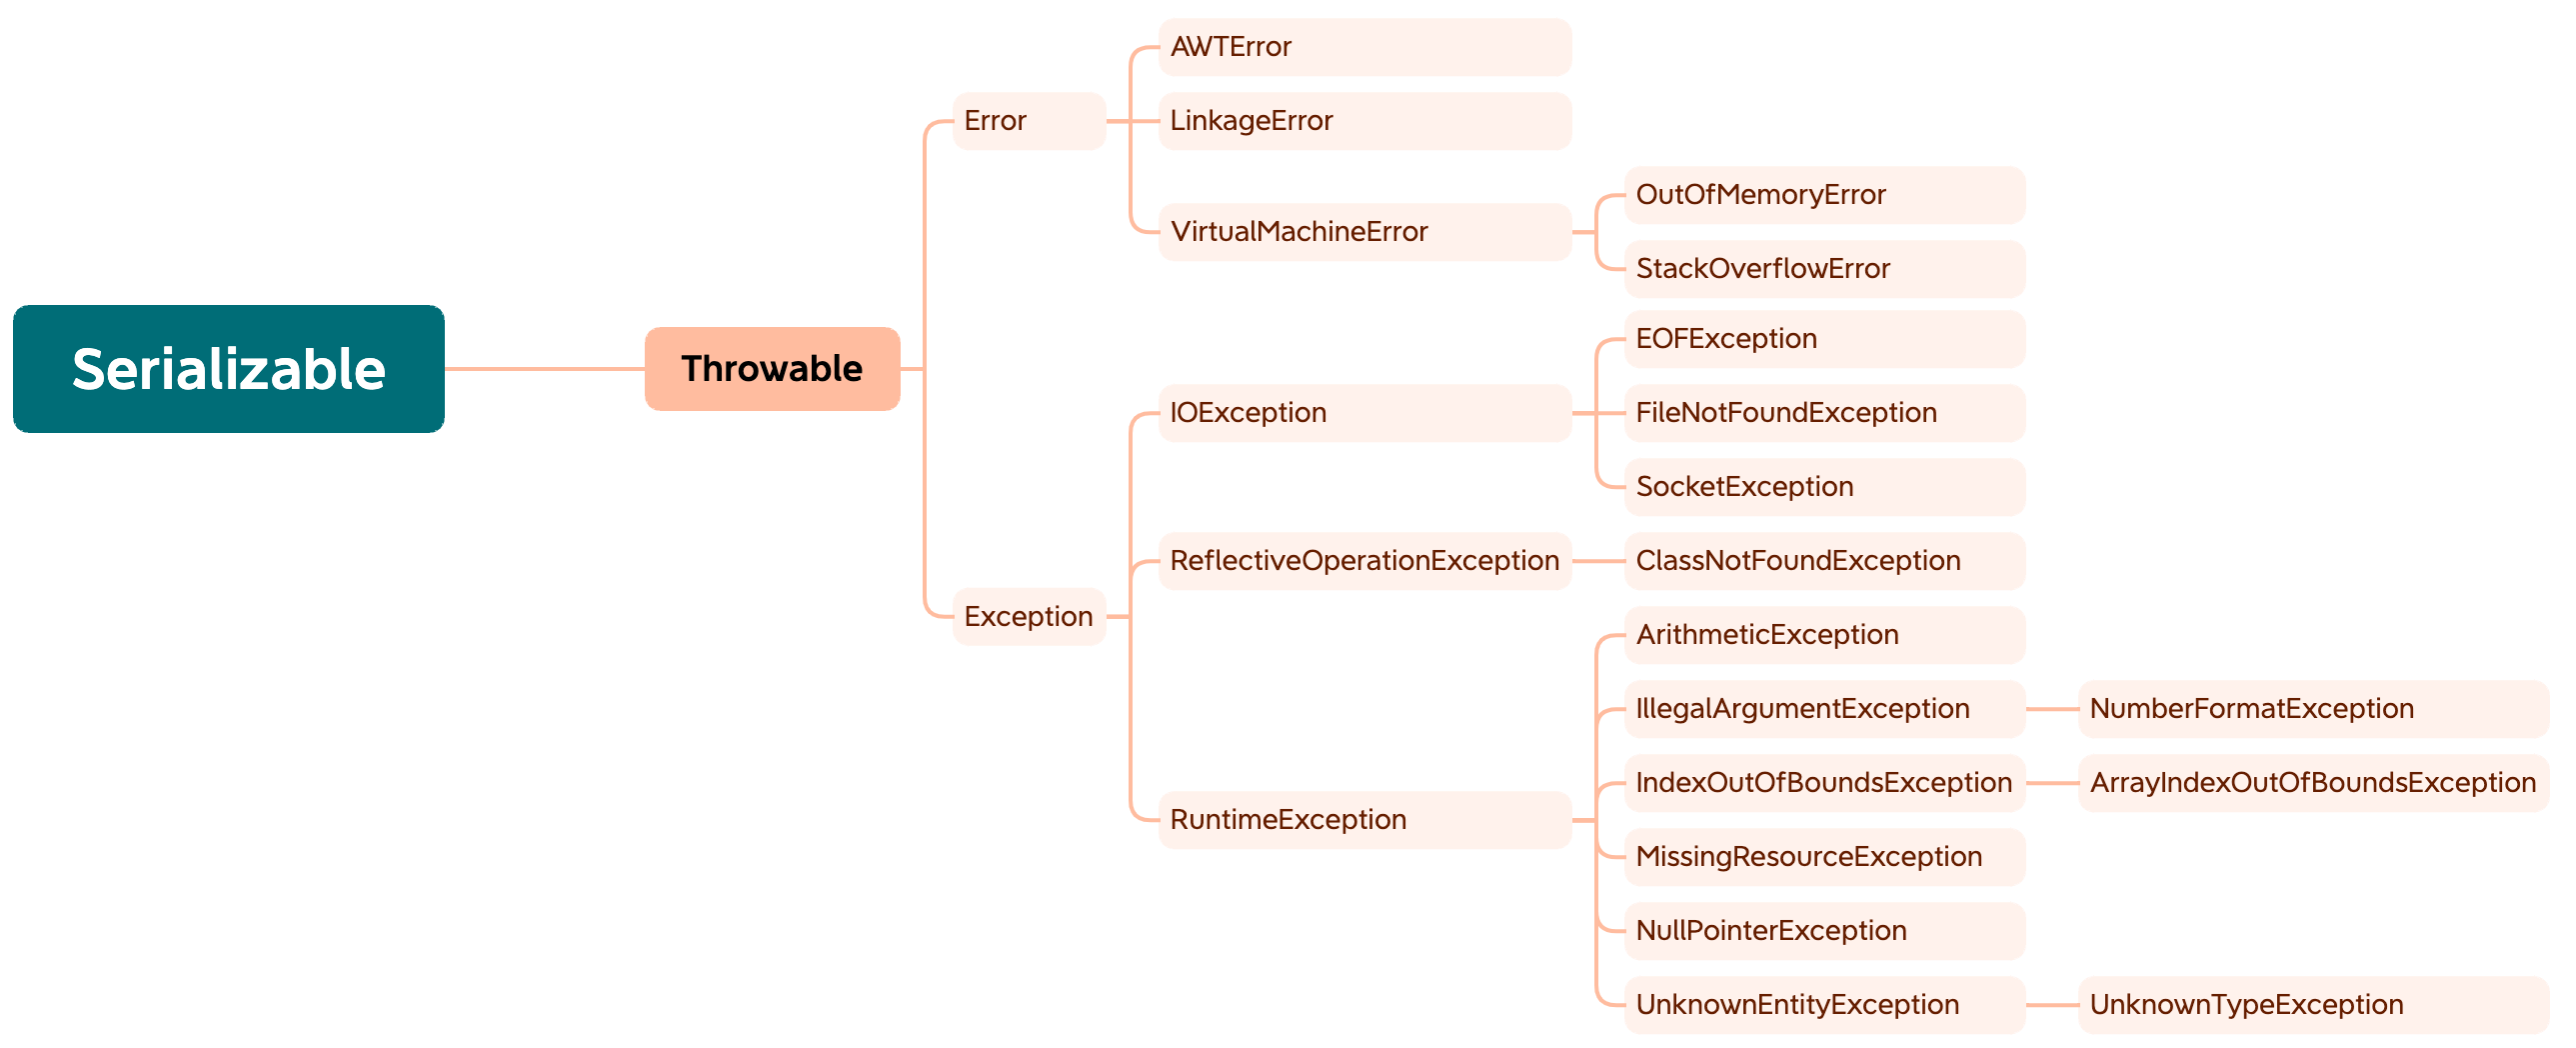 Serializable
Throwable
Error
AWTError
LinkageError
VirtualMachineError
OutOfMemoryError
StackOverflowError
Exception
IOException
EOFException
FileNotFoundException
SocketException
ReflectiveOperationException
ClassNotFoundException
RuntimeException
ArithmeticException
IllegalArgumentException
NumberFormatException
IndexOutOfBoundsException
ArrayIndexOutOfBoundsException
MissingResourceException
NullPointerException
UnknownEntityException
UnknownTypeException